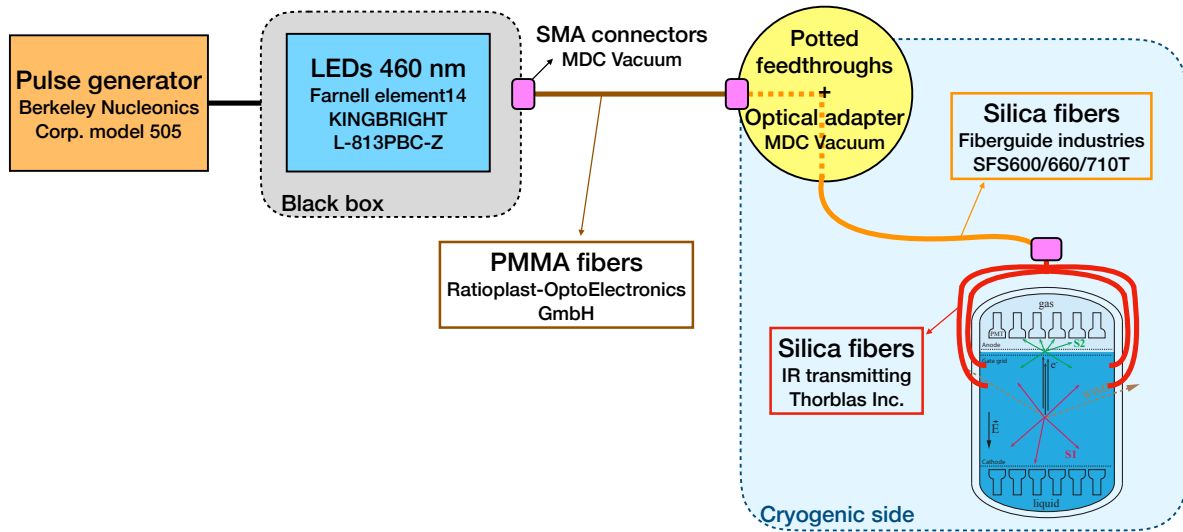 Pulse generator
Berkeley Nucleonics
Corp. model 505
LEDs 460 nm
Farnell element14
KINGBRIGHT
L-813PBC-Z
Black box
SMA connectors
MDC Vacuum
PMMA fibers
Ratioplast-OptoElectronics
GmbH
Potted
feedthroughs
+
Optical adapter
MDC Vacuum
Silica fibers
Fiberguide industries
SFS600/660/710T
Silica fibers
IR transmitting
Thorblas Inc.
gas
PMT
Anode
S2
Gate grid
e-
E
S1
Cathode
liquid
Cryogenic side